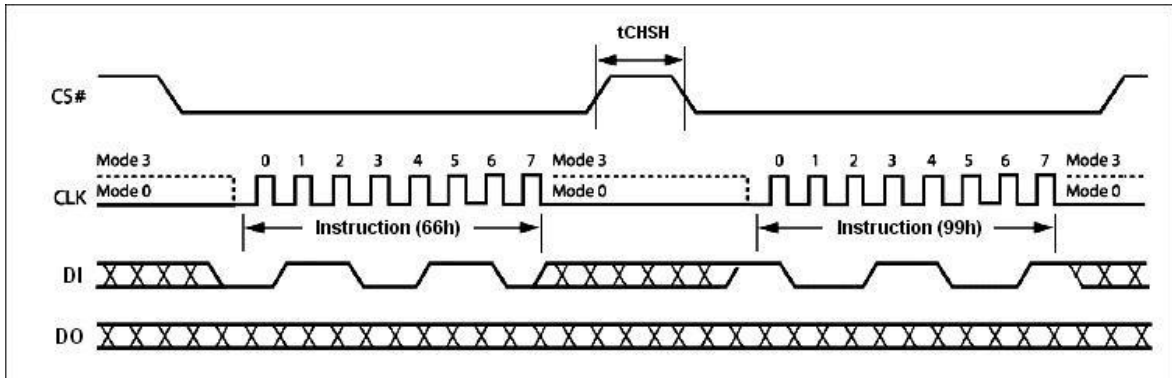 tCHSH
CS#
Mode 3 0 1 2 3 4 5 6 7 Mode 3 0 1 2 3 4 5 6 7 Mode 3
CLK Mode 0 Mode 0 Mode 0
Instruction (66h) Instruction (99h)
DI
DO